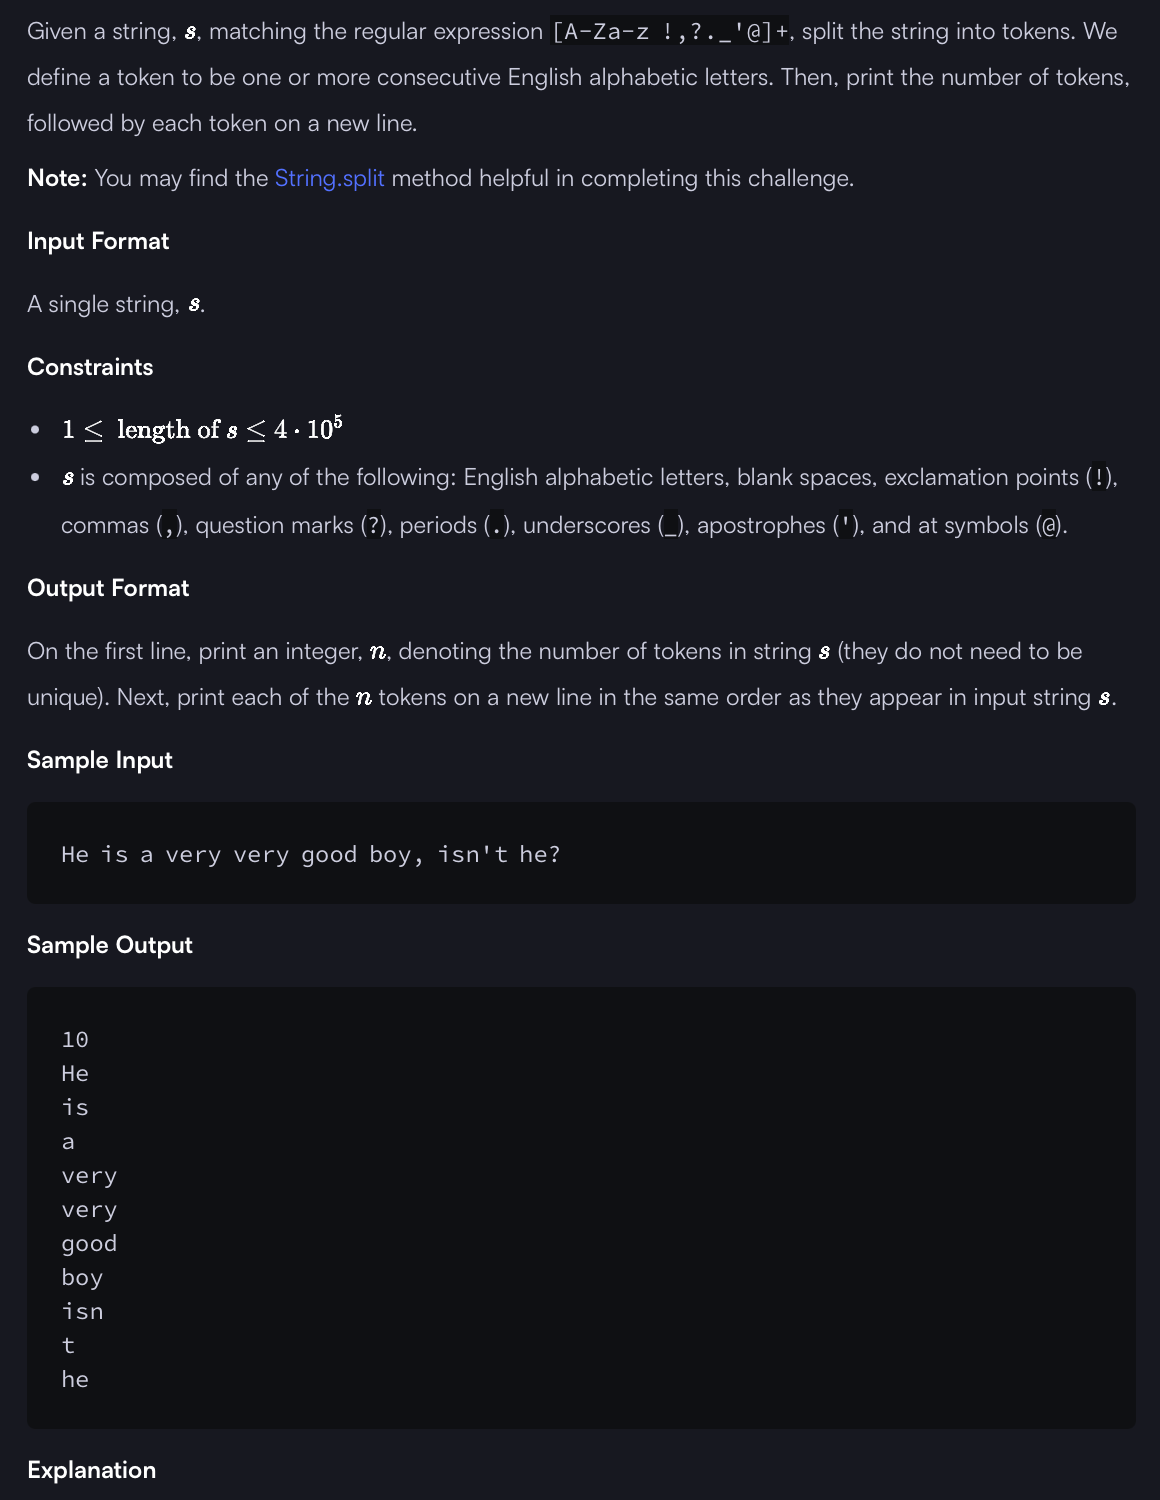 Given a string, s, matching the regular expression [A-Za-z !,?._'@]+, split the string into tokens. We
define a token to be one or more consecutive English alphabetic letters. Then, print the number of tokens,
followed by each token on a new line.
Note: You may find the String.split method helpful in completing this challenge.
Input Format
A single string, s.
Constraints
• 1 ≤ length of s ≤ 4 · 10⁵
• s is composed of any of the following: English alphabetic letters, blank spaces, exclamation points (!),
commas (,), question marks (?), periods (.), underscores (_), apostrophes ('), and at symbols (@).
Output Format
On the first line, print an integer, n, denoting the number of tokens in string s (they do not need to be
unique). Next, print each of the n tokens on a new line in the same order as they appear in input string s.
Sample Input
He is a very very good boy, isn't he?
Sample Output
10
He
is
a
very
very
good
boy
isn
t
he
Explanation